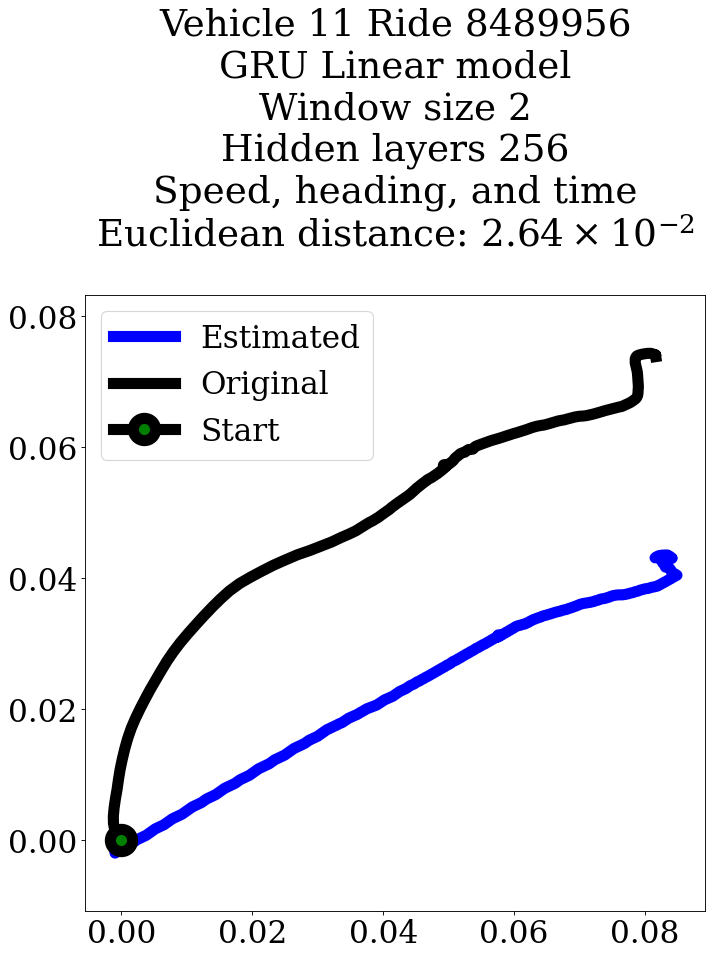 Vehicle 11 Ride 8489956
GRU Linear model
Window size 2
Hidden layers 256
Speed, heading, and time
Euclidean distance: 2.64 × 10⁻²
0.08
0.06
0.04
0.02
0.00
Estimated
Original
Start
0.00 0.02 0.04 0.06 0.08